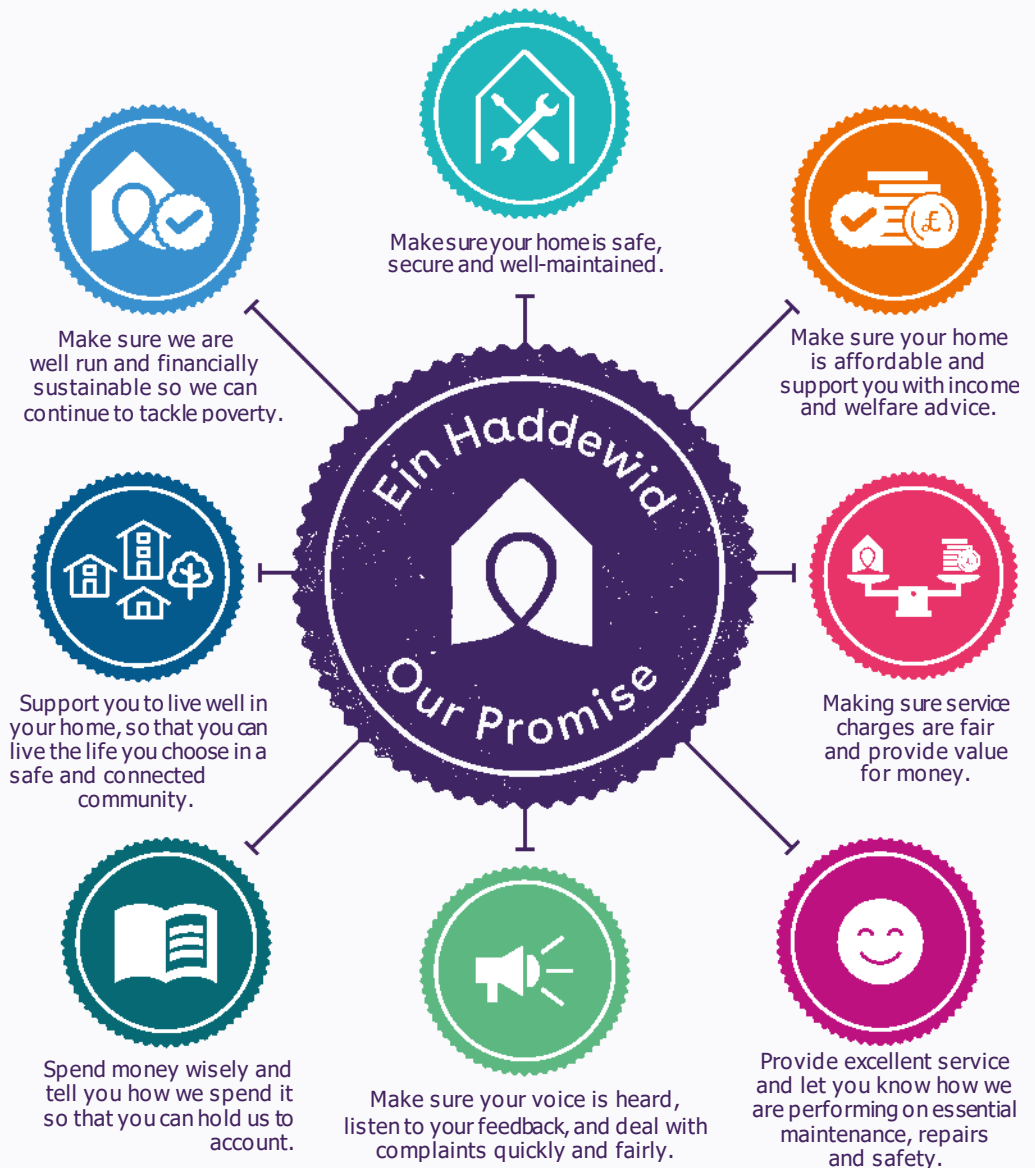 Make sure your home is safe,
secure and well-maintained.
Make sure we are
well run and financially
sustainable so we can
continue to tackle poverty.
£
Make sure your home
is affordable and
support you with income
and welfare advice.
Ein Haddewid
Our Promise
Support you to live well in
your home, so that you can
live the life you choose in a
safe and connected
community.
Making sure service
charges are fair
and provide value
for money.
Spend money wisely and
tell you how we spend it
so that you can hold us to
account.
Make sure your voice is heard,
listen to your feedback, and deal with
complaints quickly and fairly.
Provide excellent service
and let you know how we
are performing on essential
maintenance, repairs
and safety.